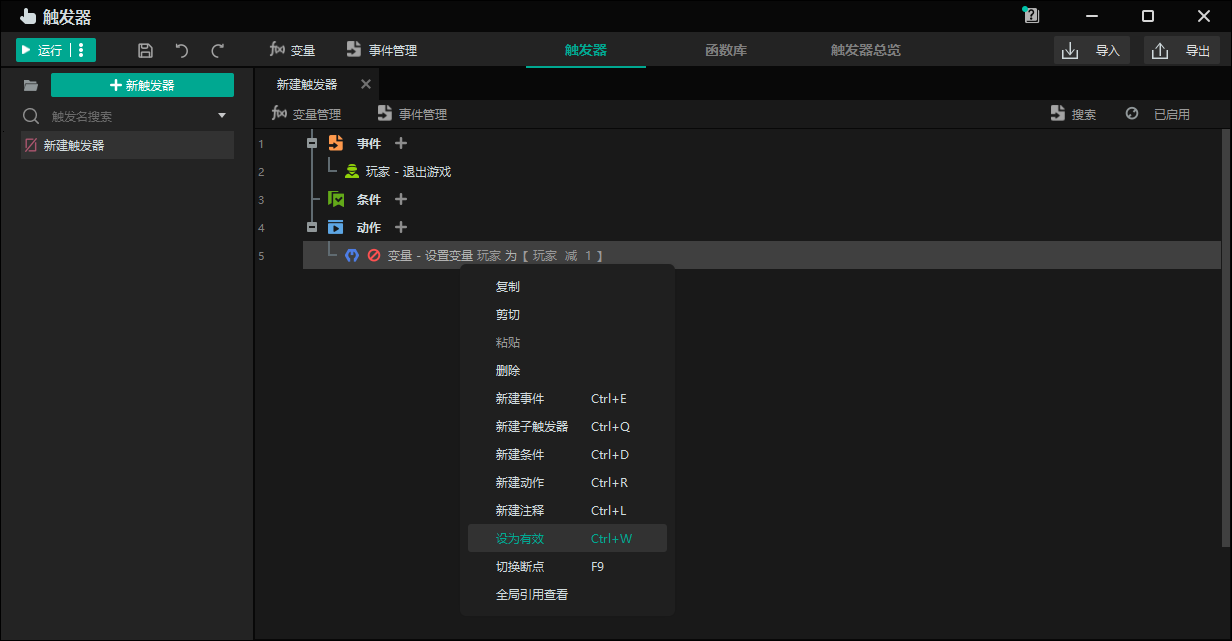 触发器
运行 变量 事件管理 触发器 函数库 触发器总览 导入 导出
新触发器
触发名搜索
新建触发器
新建触发器
变量管理 事件管理 搜索 已启用
1 事件
2 玩家 - 退出游戏
3 条件
4 动作
5 变量 - 设置变量 玩家 为 [ 玩家 减 1 ]
复制
剪切
粘贴
删除
新建事件 Ctrl+E
新建子触发器 Ctrl+Q
新建条件 Ctrl+D
新建动作 Ctrl+R
新建注释 Ctrl+L
设为有效 Ctrl+W
切换断点 F9
全局引用查看